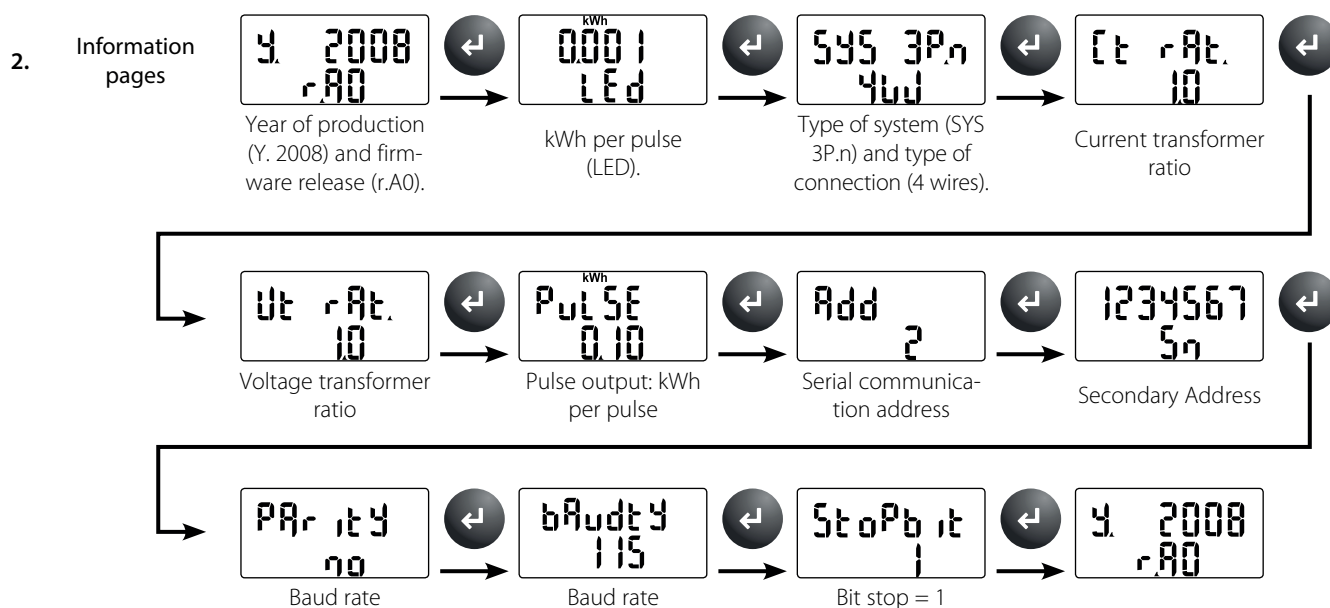 2.
Information
pages
Y. 2008
r.A0
Year of production
(Y. 2008) and firm-
ware release (r.A0).
kWh
0.001
LEd
kWh per pulse
(LED).
SYS 3P.n
4W
Type of system (SYS
3P.n) and type of
connection (4 wires).
Ct rAt.
1.0
Current transformer
ratio
Ut rAt.
1.0
Voltage transformer
ratio
kWh
PuLSE
0.10
Pulse output: kWh
per pulse
Add
2
Serial communica-
tion address
1234567
Sn
Secondary Address
PAritY
no
Baud rate
bAudtY
115
Baud rate
StoPbit
1
Bit stop = 1
Y. 2008
r.A0